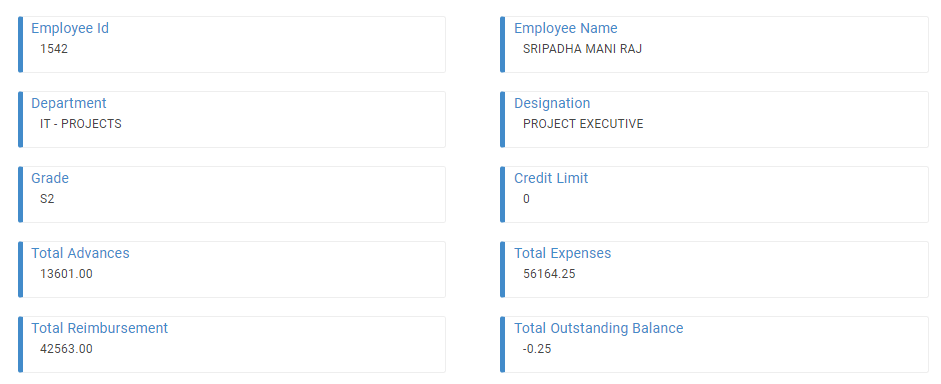 Employee Id
1542
Employee Name
SRIPADHA MANI RAJ
Department
IT - PROJECTS
Designation
PROJECT EXECUTIVE
Grade
S2
Credit Limit
0
Total Advances
13601.00
Total Expenses
56164.25
Total Reimbursement
42563.00
Total Outstanding Balance
-0.25